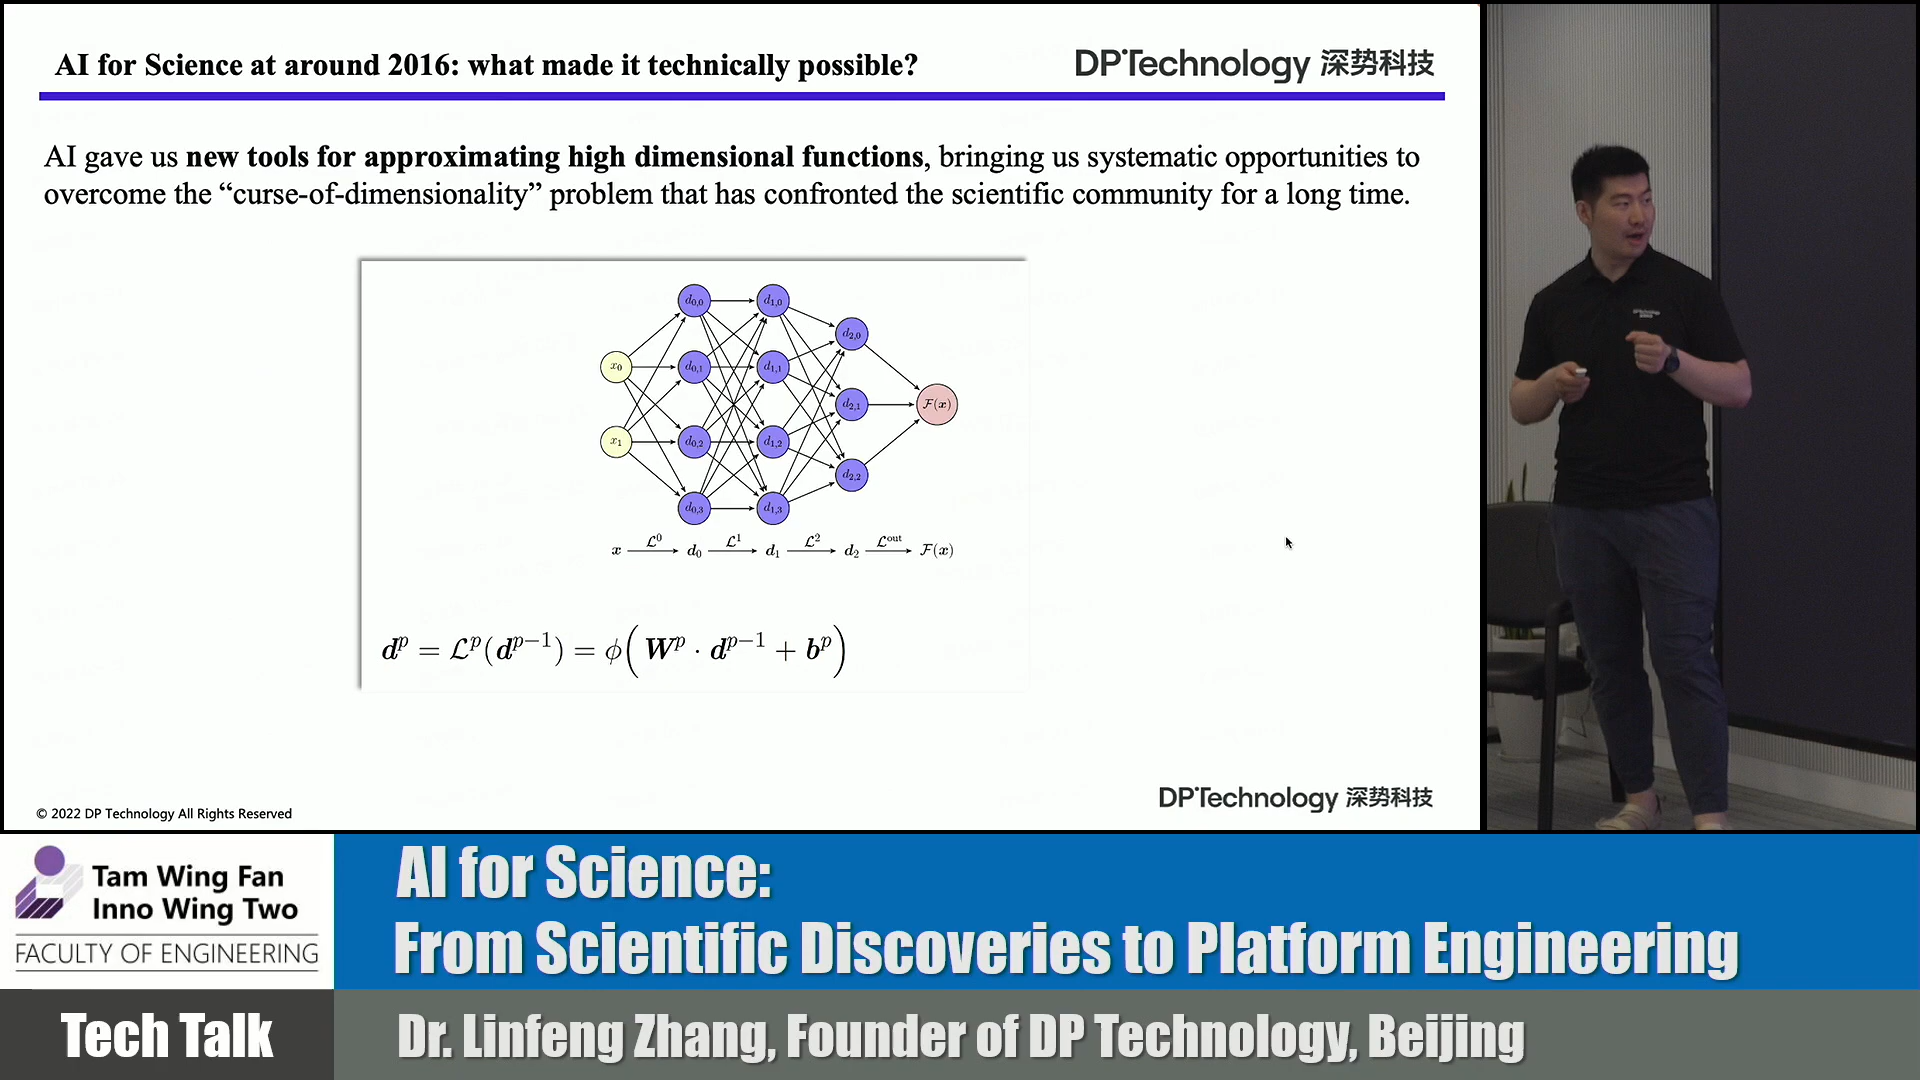 AI for Science at around 2016: what made it technically possible?
DP Technology 深势科技
AI gave us new tools for approximating high dimensional functions, bringing us systematic opportunities to
overcome the “curse-of-dimensionality” problem that has confronted the scientific community for a long time.
d0,0 d1,0
d2,0
x0 d0,1 d1,1
d2,1 F(x)
x1 d0,2 d1,2
d2,2
d0,3 d1,3
x —L⁰→ d0 —L¹→ d1 —L²→ d2 —Lᵒᵘᵗ→ F(x)
dᵖ = Lᵖ(dᵖ⁻¹) = ϕ(Wᵖ · dᵖ⁻¹ + bᵖ)
DP Technology 深势科技
© 2022 DP Technology All Rights Reserved
DP Technology
Tam Wing Fan
Inno Wing Two
FACULTY OF ENGINEERING
Tech Talk
AI for Science:
From Scientific Discoveries to Platform Engineering
Dr. Linfeng Zhang, Founder of DP Technology, Beijing